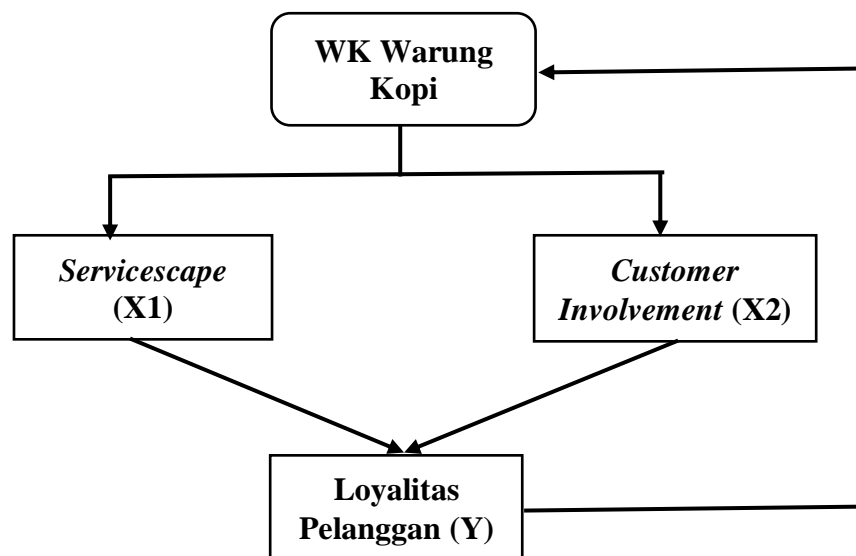 WK Warung
Kopi
Servicescape
(X1)
Customer
Involvement (X2)
Loyalitas
Pelanggan (Y)